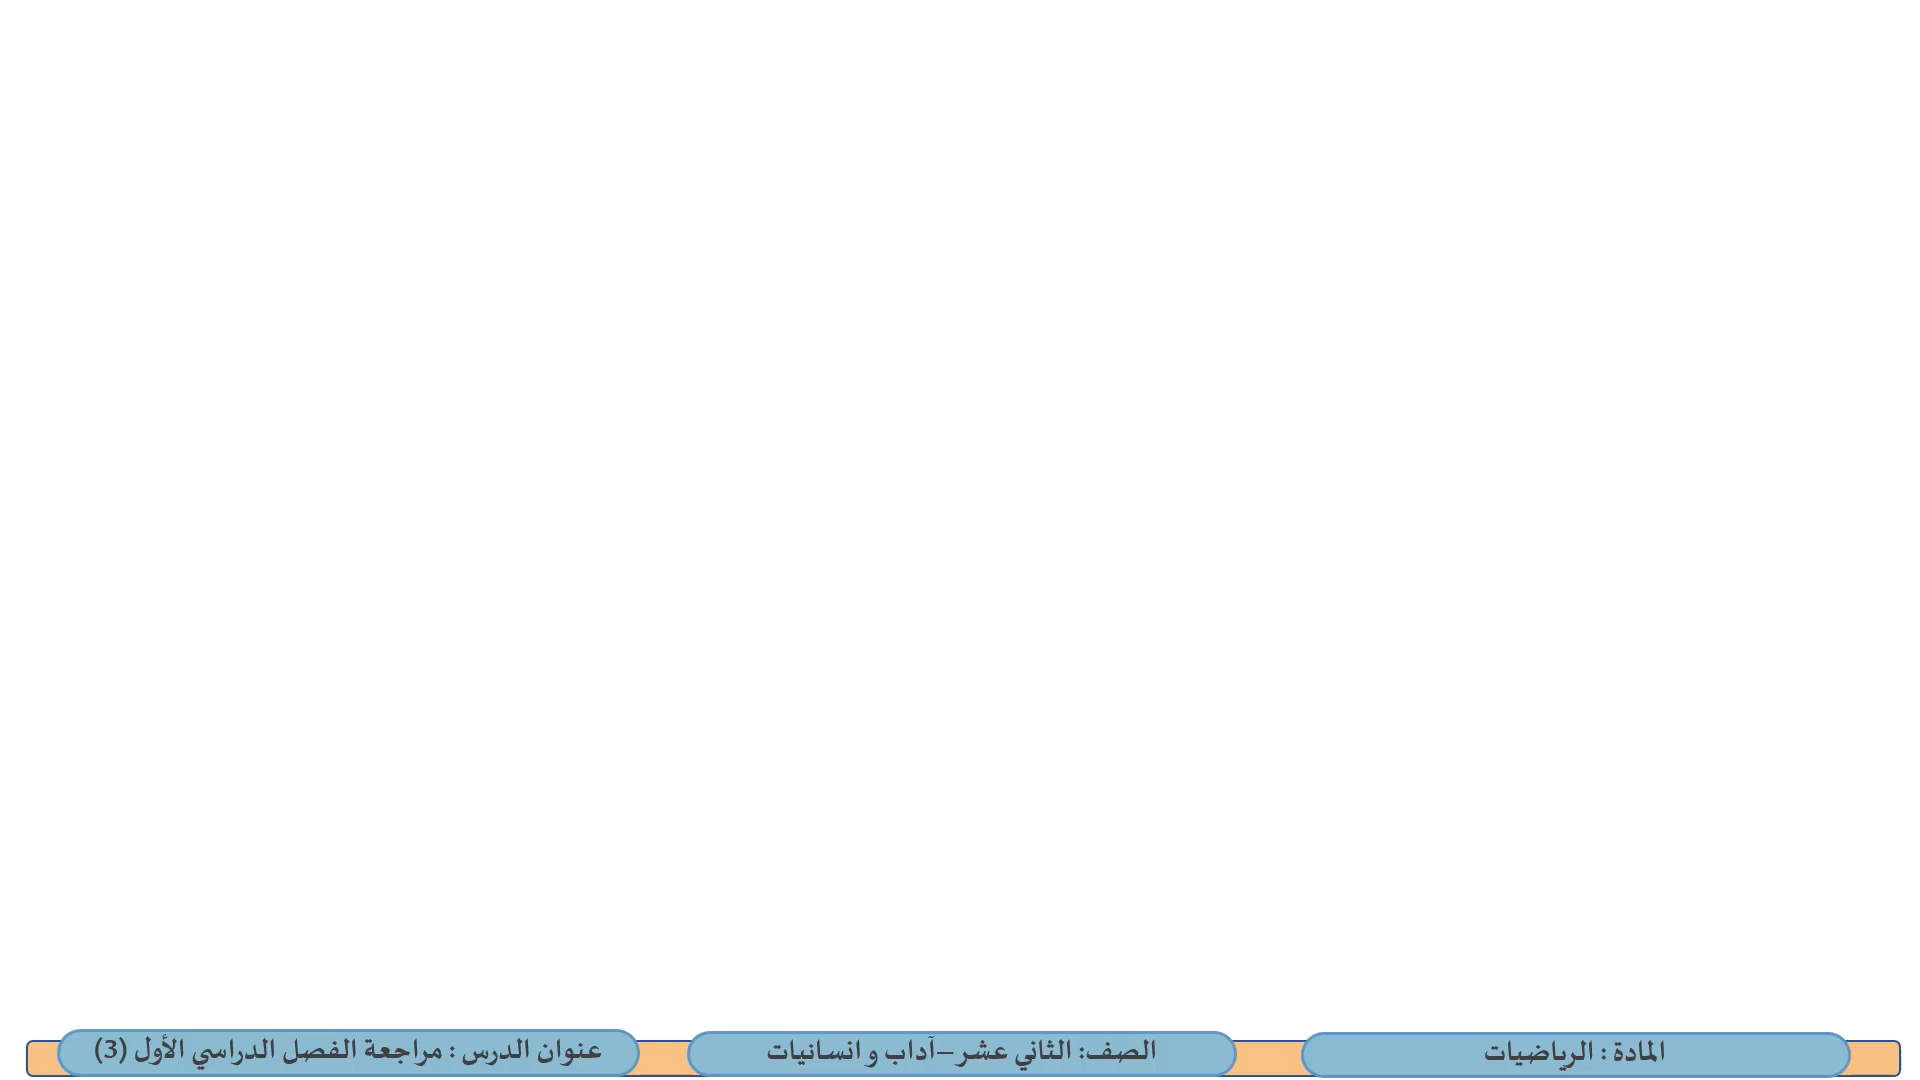 المادة : الرياضيات
الصف: الثاني عشر –آداب و انسانيات
عنوان الدرس : مراجعة الفصل الدراسي الأول (3)